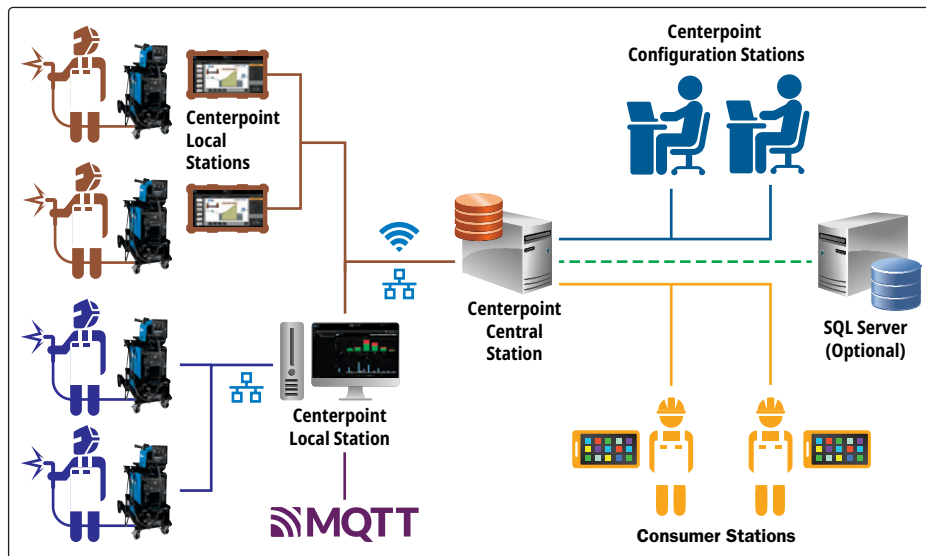 Centerpoint
Local
Stations
Centerpoint
Configuration Stations
Centerpoint
Central
Station
SQL Server
(Optional)
Centerpoint
Local Station
MQTT
Consumer Stations